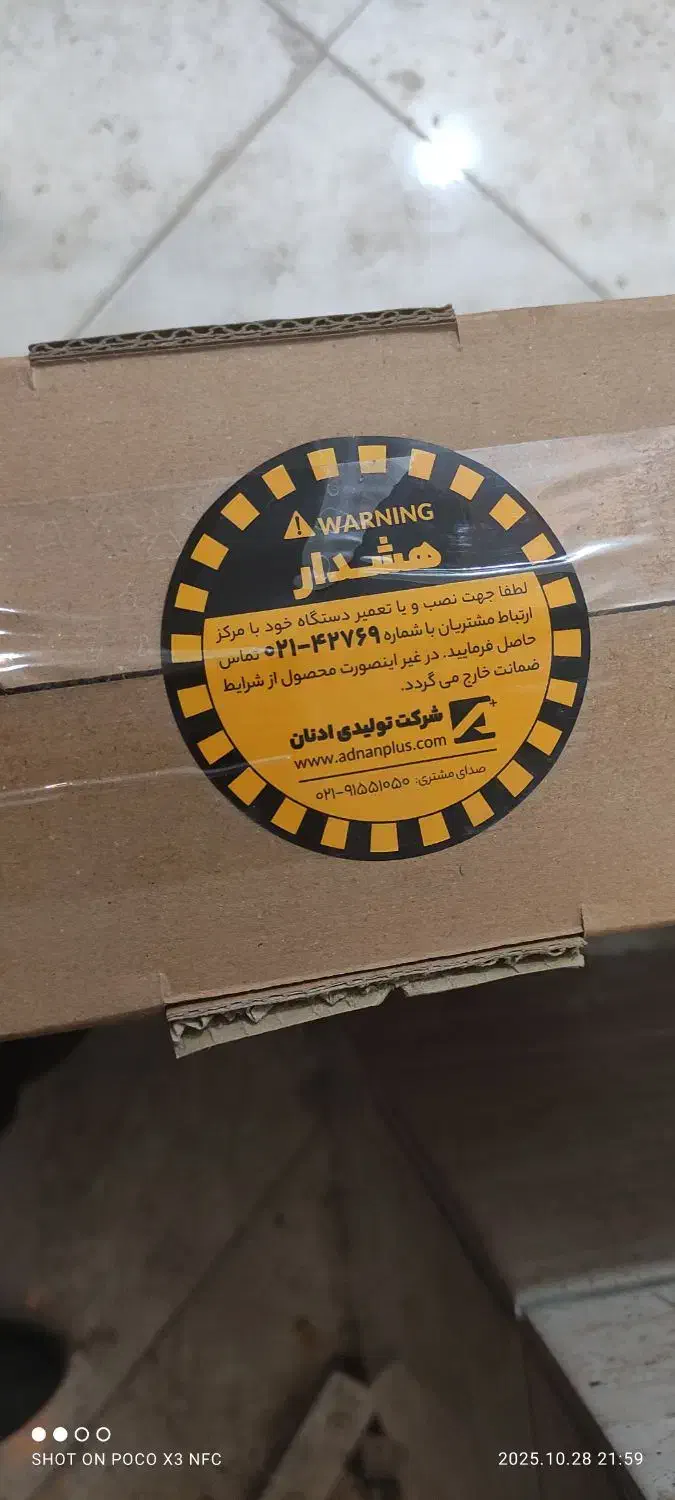 WARNING
هشدار
لطفا جهت نصب و یا تعمیر دستگاه خود با مرکز
ارتباط مشتریان با شماره ۴۲۷۶۹-۰۲۱ تماس
حاصل فرمایید. در غیر اینصورت محصول از شرایط
ضمانت خارج می گردد.
شرکت تولیدی ادنان
www.adnanplus.com
صدای مشتری: ۹۱۵۵۱۰۵۰-۰۲۱
SHOT ON POCO X3 NFC
2025.10.28 21:59